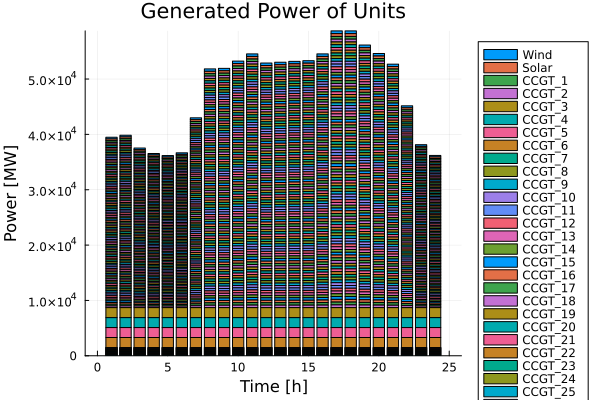 Generated Power of Units
Power [MW]
5.0×10⁴
4.0×10⁴
3.0×10⁴
2.0×10⁴
1.0×10⁴
0
0 5 10 15 20 25
Time [h]
Wind
Solar
CCGT_1
CCGT_2
CCGT_3
CCGT_4
CCGT_5
CCGT_6
CCGT_7
CCGT_8
CCGT_9
CCGT_10
CCGT_11
CCGT_12
CCGT_13
CCGT_14
CCGT_15
CCGT_16
CCGT_17
CCGT_18
CCGT_19
CCGT_20
CCGT_21
CCGT_22
CCGT_23
CCGT_24
CCGT_25